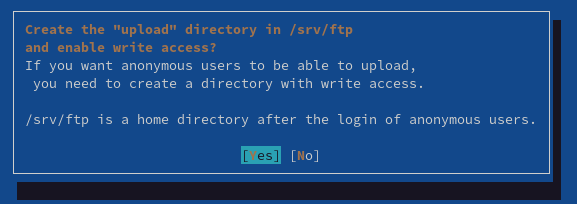 Create the "upload" directory in /srv/ftp
and enable write access?
If you want anonymous users to be able to upload,
you need to create a directory with write access.
/srv/ftp is a home directory after the login of anonymous users.
[Yes] [No]